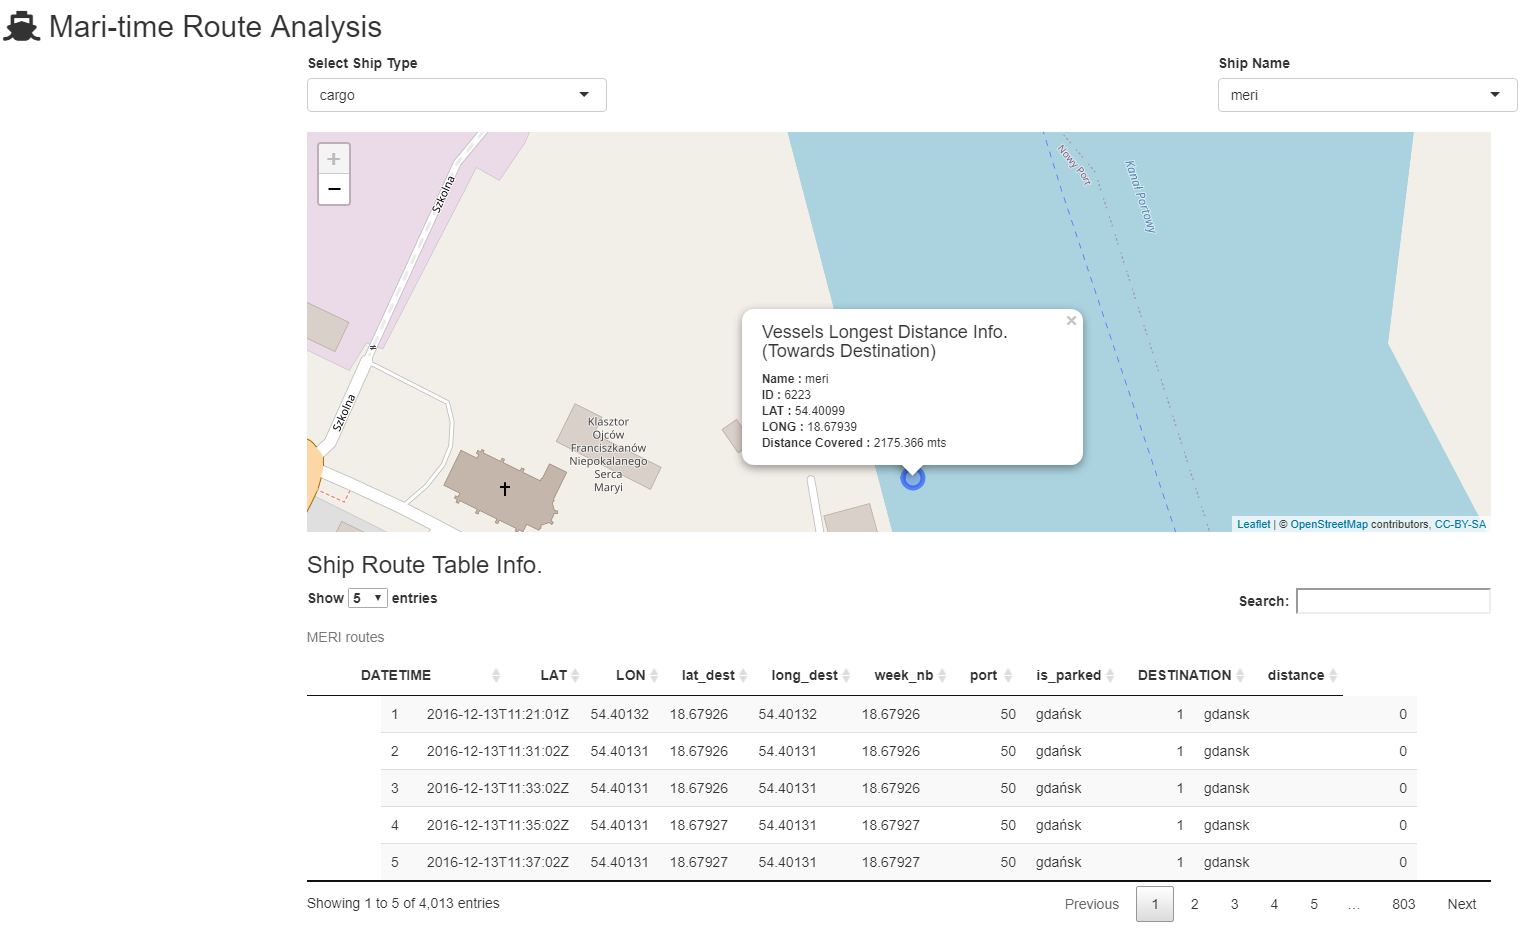 Mari-time Route Analysis
Select Ship Type
Ship Name
cargo
meri
+
−
Szkolna
Szkolna
Nowy Port
Kanał Portowy
Klasztor
Ojców
Franciszkanów
Niepokalanego
Serca
Maryi
×
Vessels Longest Distance Info.
(Towards Destination)
Name : meri
ID : 6223
LAT : 54.40099
LONG : 18.67939
Distance Covered : 2175.366 mts
Leaflet | © OpenStreetMap contributors, CC-BY-SA
Ship Route Table Info.
Show 5 entries
Search:
MERI routes
DATETIME LAT LON lat_dest long_dest week_nb port is_parked DESTINATION distance
1 2016-12-13T11:21:01Z 54.40132 18.67926 54.40132 18.67926 50 gdańsk 1 gdansk 0
2 2016-12-13T11:31:02Z 54.40131 18.67926 54.40131 18.67926 50 gdańsk 1 gdansk 0
3 2016-12-13T11:33:02Z 54.40131 18.67926 54.40131 18.67926 50 gdańsk 1 gdansk 0
4 2016-12-13T11:35:02Z 54.40131 18.67927 54.40131 18.67927 50 gdańsk 1 gdansk 0
5 2016-12-13T11:37:02Z 54.40131 18.67927 54.40131 18.67927 50 gdańsk 1 gdansk 0
Showing 1 to 5 of 4,013 entries
Previous 1 2 3 4 5 … 803 Next